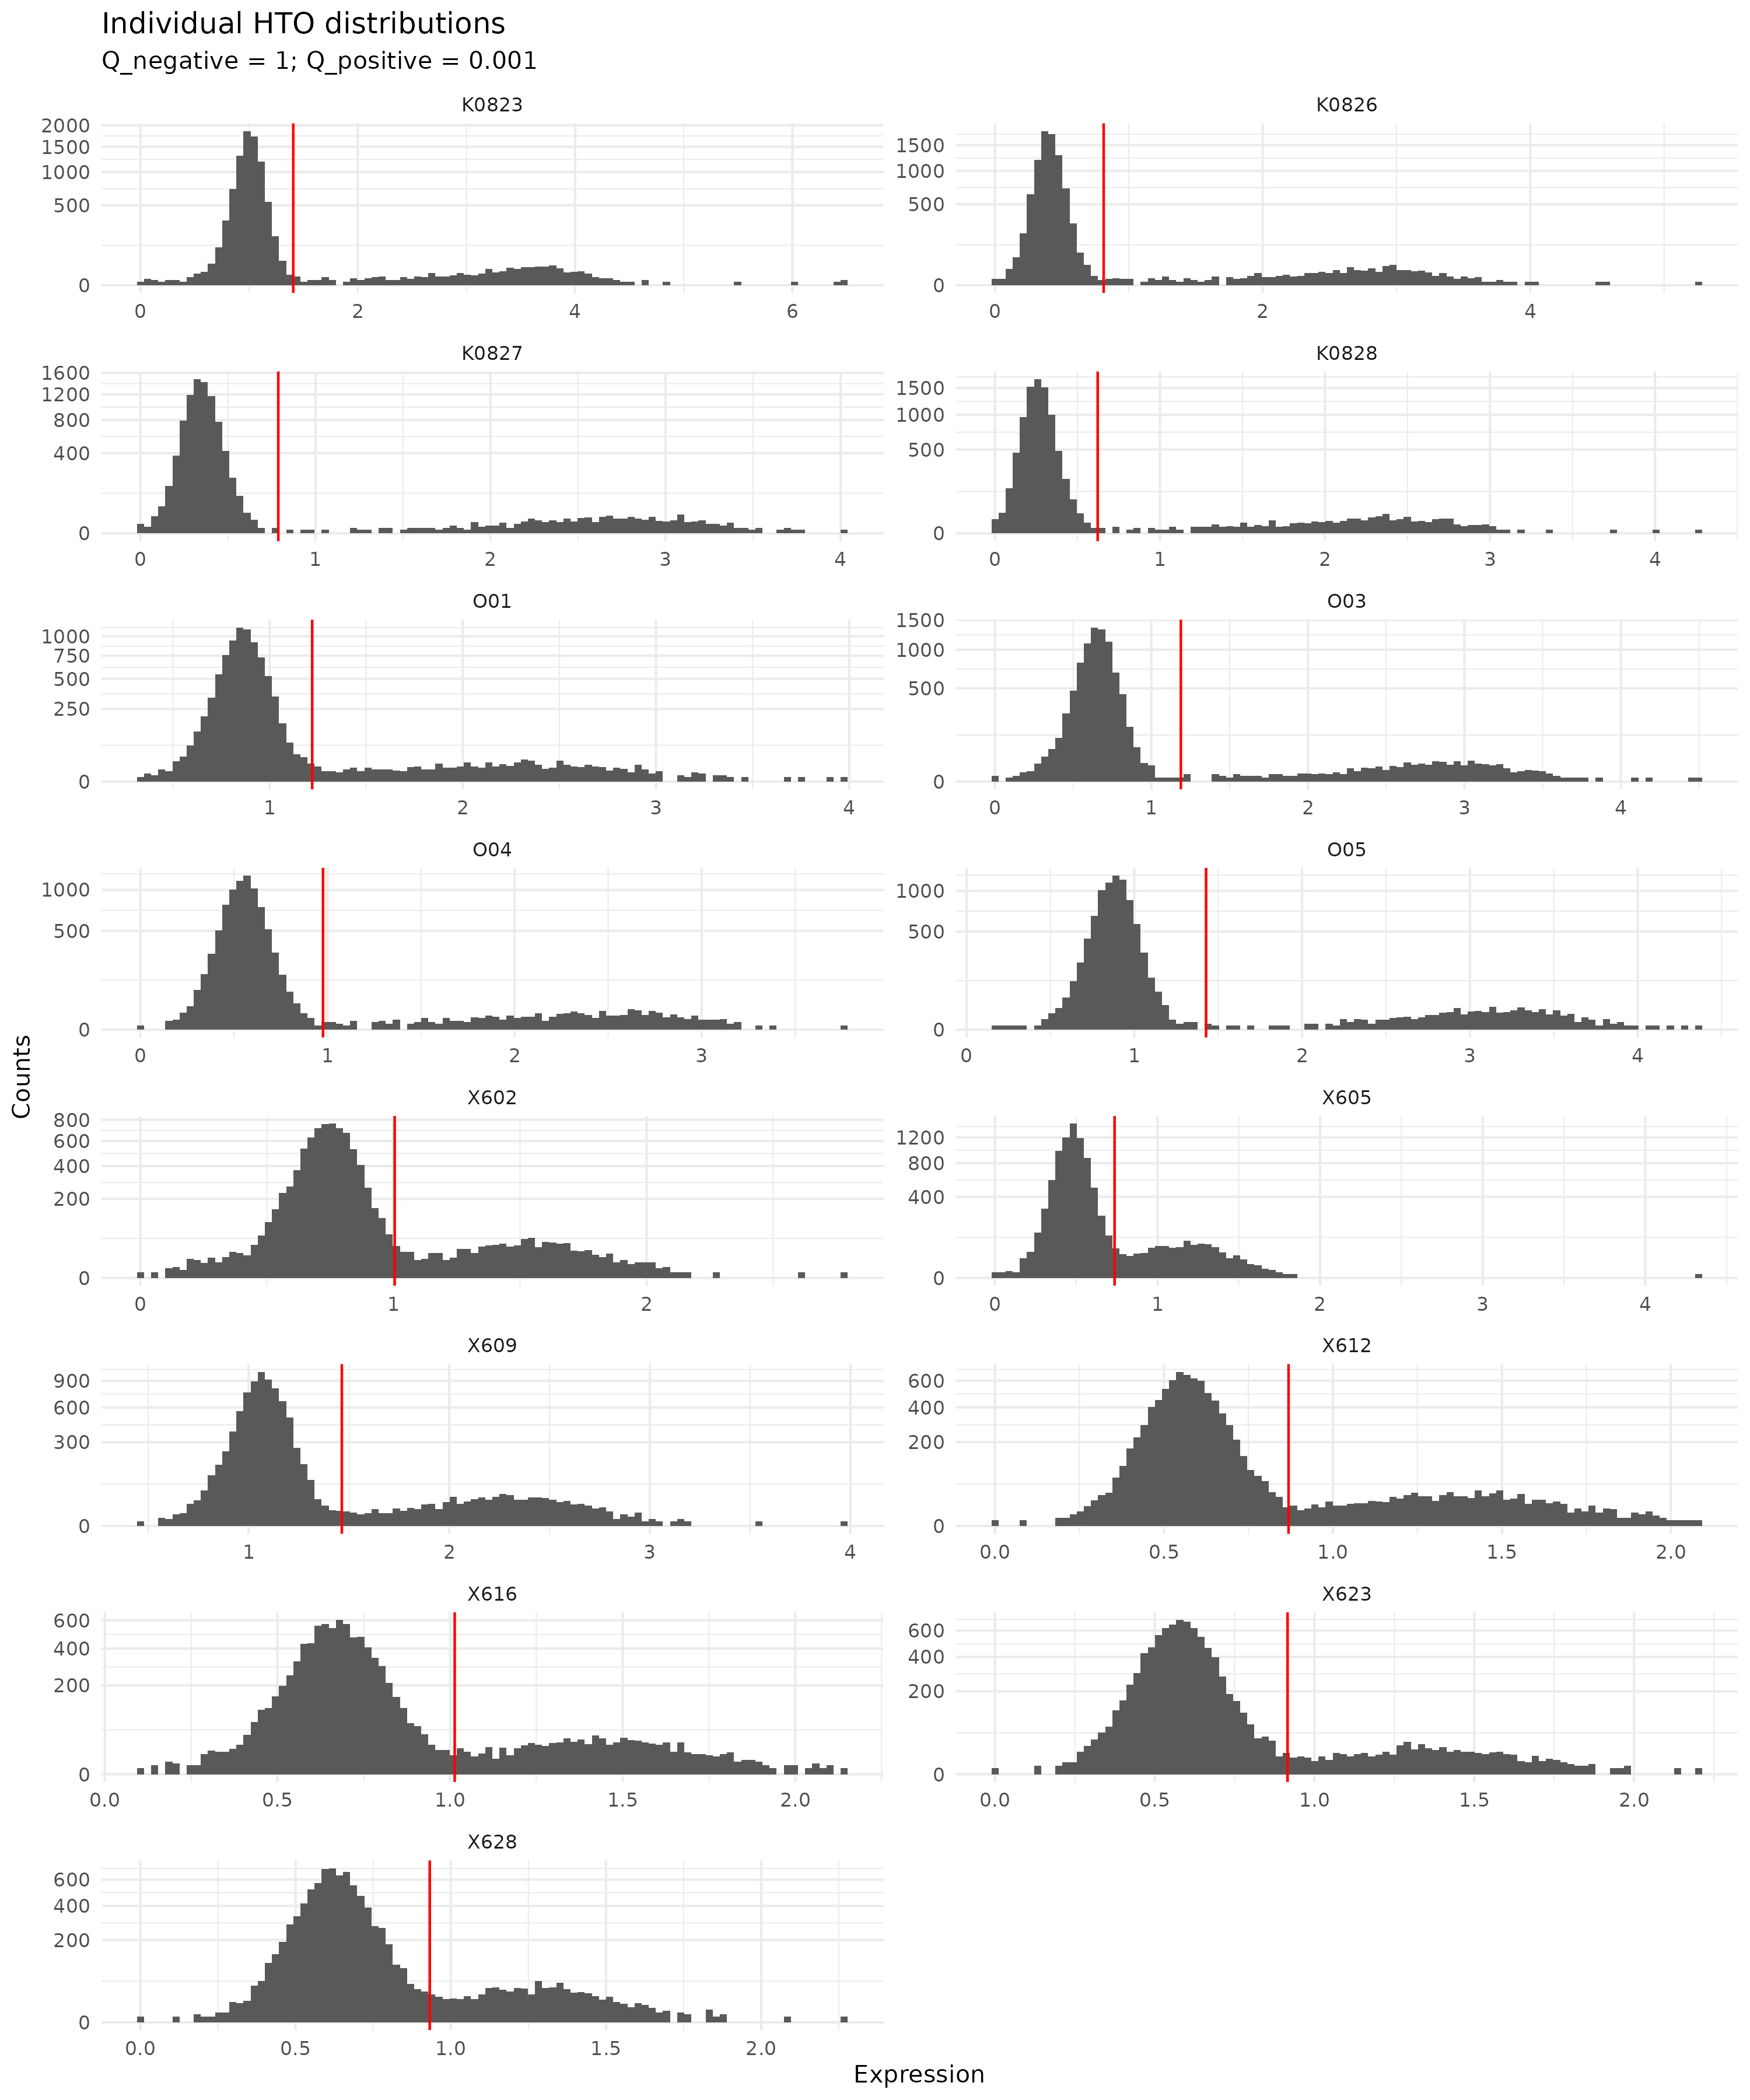 Individual HTO distributions
Q_negative = 1; Q_positive = 0.001
K0823
2000
1500
1000
500
0
0 2 4 6
K0826
1500
1000
500
0
0 2 4
K0827
1600
1200
800
400
0
0 1 2 3 4
K0828
1500
1000
500
0
0 1 2 3 4
O01
1000
750
500
250
0
1 2 3 4
O03
1500
1000
500
0
0 1 2 3 4
O04
1000
500
0
0 1 2 3
O05
1000
500
0
0 1 2 3 4
Counts
X602
800
600
400
200
0
0 1 2
X605
1200
800
400
0
0 1 2 3 4
X609
900
600
300
0
1 2 3 4
X612
600
400
200
0
0.0 0.5 1.0 1.5 2.0
X616
600
400
200
0
0.0 0.5 1.0 1.5 2.0
X623
600
400
200
0
0.0 0.5 1.0 1.5 2.0
X628
600
400
200
0
0.0 0.5 1.0 1.5 2.0
Expression